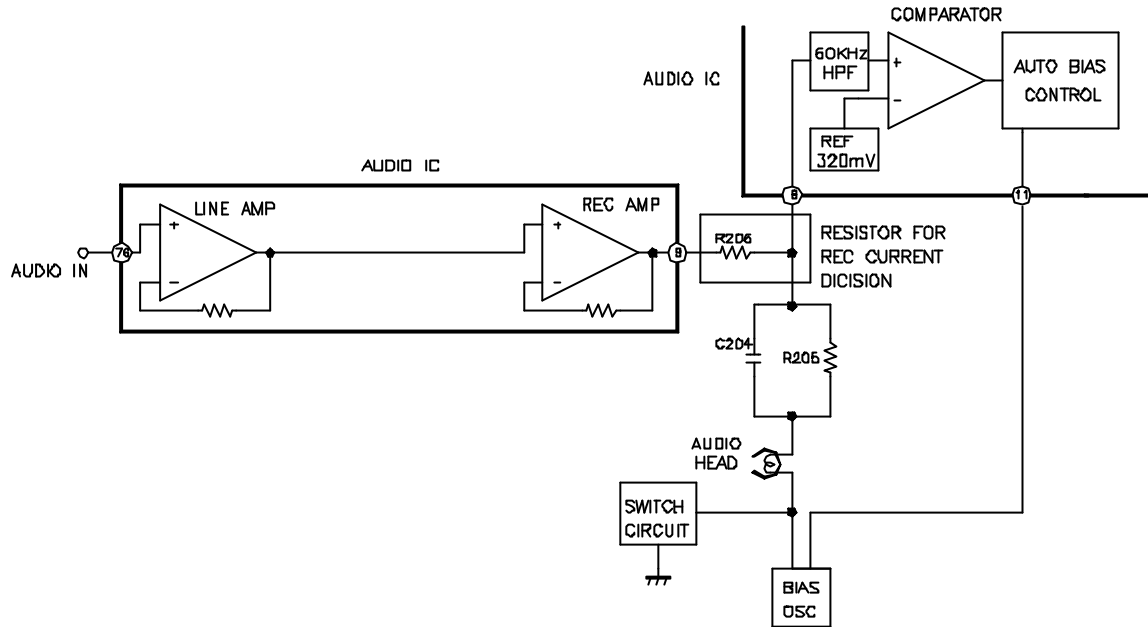 COMPARATOR
60KHz
HPF
+
-
AUTO BIAS
CONTROL
AUDIO IC
REF
320mV
AUDIO IC
8
11
LINE AMP
REC AMP
+
-
+
-
76
9
AUDIO IN
R206
RESISTOR FOR
REC CURRENT
DICISION
C204
R205
AUDIO
HEAD
SWITCH
CIRCUIT
BIAS
OSC